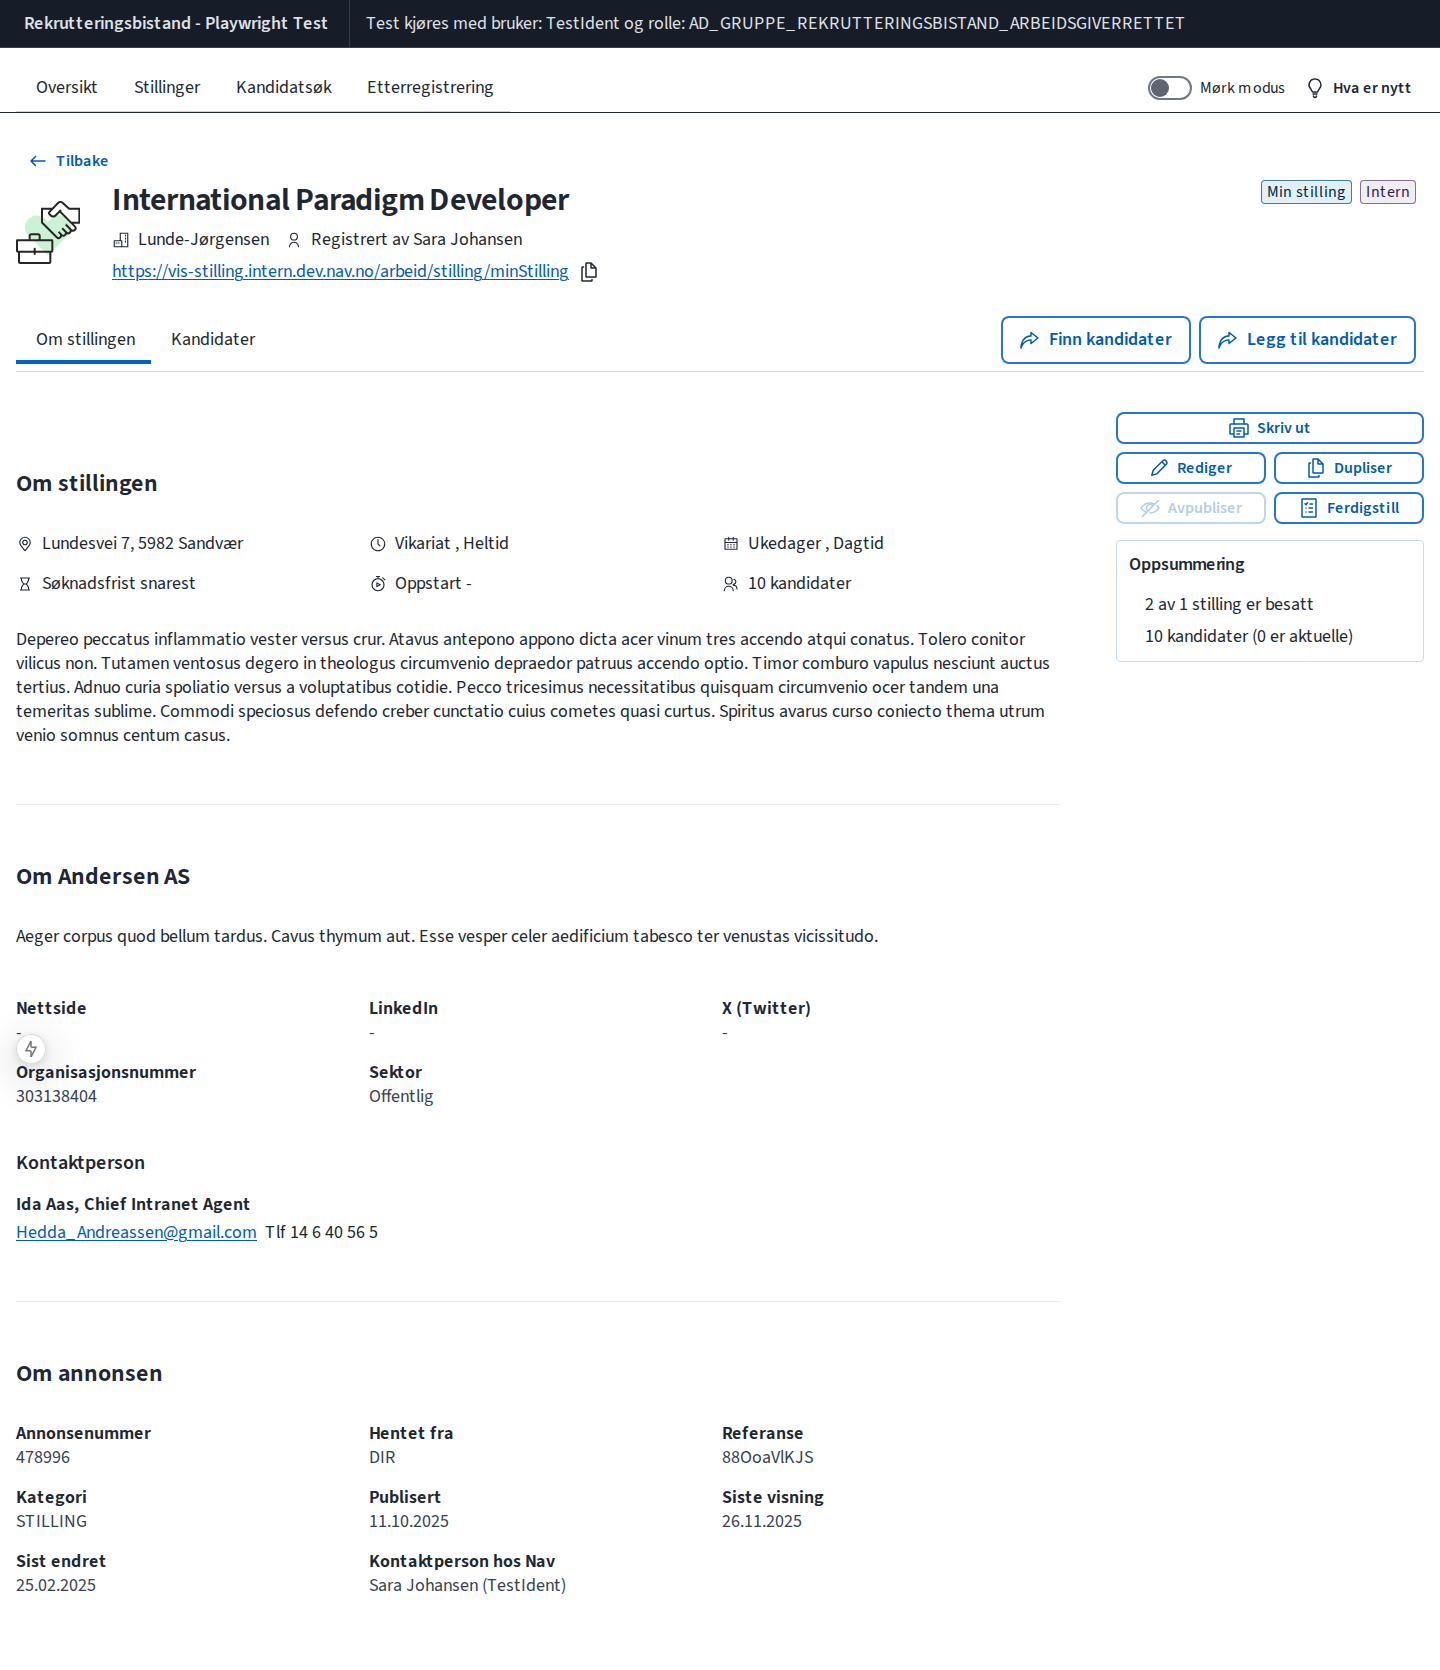 Rekrutteringsbistand - Playwright Test
Test kjøres med bruker: TestIdent og rolle: AD_GRUPPE_REKRUTTERINGSBISTAND_ARBEIDSGIVERRETTET
Oversikt Stillinger Kandidatsøk Etterregistrering Mørk modus Hva er nytt
Tilbake
International Paradigm Developer Min stilling Intern
Lunde-Jørgensen Registrert av Sara Johansen
https://vis-stilling.intern.dev.nav.no/arbeid/stilling/minStilling
Om stillingen Kandidater Finn kandidater Legg til kandidater
Skriv ut
Rediger Dupliser
Avpubliser Ferdigstill
Oppsummering
2 av 1 stilling er besatt
10 kandidater (0 er aktuelle)
Om stillingen
Lundesvei 7, 5982 Sandvær Vikariat , Heltid Ukedager , Dagtid
Søknadsfrist snarest Oppstart - 10 kandidater
Depereo peccatus inflammatio vester versus crur. Atavus antepono appono dicta acer vinum tres accendo atqui conatus. Tolero conitor
vilicus non. Tutamen ventosus degero in theologus circumvenio depraedor patruus accendo optio. Timor comburo vapulus nesciunt auctus
tertius. Adnuo curia spoliatio versus a voluptatibus cotidie. Pecco tricesimus necessitatibus quisquam circumvenio ocer tandem una
temeritas sublime. Commodi speciosus defendo creber cunctatio cuius cometes quasi curtus. Spiritus avarus curso coniecto thema utrum
venio somnus centum casus.
Om Andersen AS
Aeger corpus quod bellum tardus. Cavus thymum aut. Esse vesper celer aedificium tabesco ter venustas vicissitudo.
Nettside LinkedIn X (Twitter)
- - -
Organisasjonsnummer Sektor
303138404 Offentlig
Kontaktperson
Ida Aas, Chief Intranet Agent
Hedda_Andreassen@gmail.com Tlf 14 6 40 56 5
Om annonsen
Annonsenummer Hentet fra Referanse
478996 DIR 88OoaVlKJS
Kategori Publisert Siste visning
STILLING 11.10.2025 26.11.2025
Sist endret Kontaktperson hos Nav
25.02.2025 Sara Johansen (TestIdent)